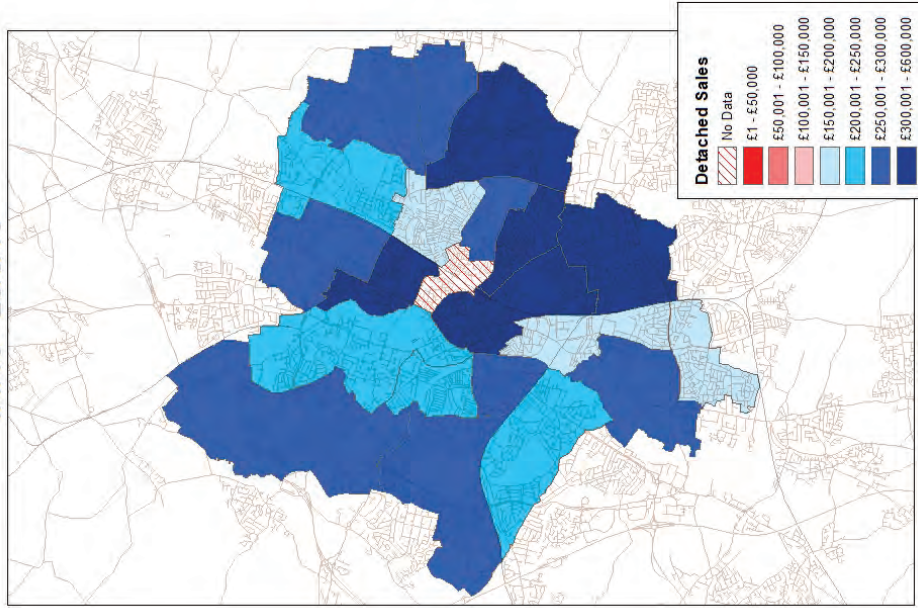 Detached Sales
No Data
£1 - £50,000
£50,001 - £100,000
£100,001 - £150,000
£150,001 - £200,000
£200,001 - £250,000
£250,001 - £300,000
£300,001 - £600,000